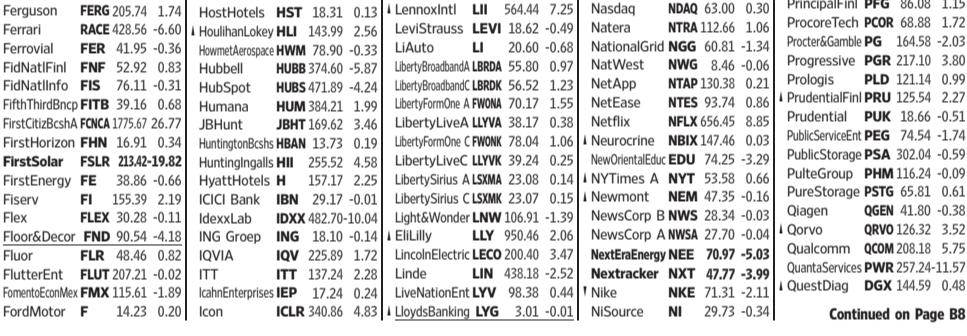 Ferguson FERG 205.74 1.74
Ferrari RACE 428.56 -6.60
Ferrovial FER 41.95 -0.36
FidNatlFinl FNF 52.92 0.83
FidNatlInfo FIS 76.11 -0.31
FifthThirdBncp FITB 39.16 0.68
FirstCitizBcshA FCNCA 1775.67 26.77
FirstHorizon FHN 16.91 0.34
FirstSolar FSLR 213.42 -19.82
FirstEnergy FE 38.86 -0.66
Fiserv FI 155.39 2.19
Flex FLEX 30.28 -0.11
Floor&Decor FND 90.54 -4.18
Fluor FLR 48.46 0.82
FlutterEnt FLUT 207.21 -0.02
FomentoEconMex FMX 115.61 -1.89
FordMotor F 14.23 0.20
HostHotels HST 18.31 0.13
HoulihanLokey HLI 143.99 2.56
HowmetAerospace HWM 78.90 -0.33
Hubbell HUBB 374.60 -5.87
HubSpot HUBS 471.89 -4.24
Humana HUM 384.21 1.99
JBHunt JBHT 169.62 3.46
HuntingtonBcshs HBAN 13.73 0.19
HuntingIngalls HII 255.52 4.58
HyattHotels H 157.17 2.25
ICICI Bank IBN 29.17 -0.01
IdexxLab IDXX 482.70 -10.04
ING Groep ING 18.10 -0.14
IQVIA IQV 225.89 1.72
ITT ITT 137.24 2.28
IcahnEnterprises IEP 17.24 0.24
Icon ICLR 340.86 4.83
LennoxIntl LII 564.44 7.25
LeviStrauss LEVI 18.62 -0.49
LiAuto LI 20.60 -0.68
LibertyBroadbandA LBRDA 55.80 0.97
LibertyBroadbandC LBRDK 56.52 1.23
LibertyFormOne A FWONA 70.17 1.55
LibertyLiveA LLYVA 38.17 0.38
LibertyFormOne C FWONK 78.04 1.06
LibertyLiveC LLYVK 39.24 0.25
LibertySirius A LSXMA 23.08 0.14
LibertySirius C LSXMK 23.07 0.15
Light&Wonder LNW 106.91 -1.39
EliLilly LLY 950.46 2.06
LincolnElectric LECO 200.40 3.47
Linde LIN 438.18 -2.52
LiveNationEnt LYV 98.38 0.44
LloydsBanking LYG 3.01 -0.01
Nasdaq NDAQ 63.00 0.30
Natera NTRA 112.66 1.06
NationalGrid NGG 60.81 -1.34
NatWest NWG 8.46 -0.06
NetApp NTAP 130.38 0.21
NetEase NTES 93.74 0.86
Netflix NFLX 656.45 8.85
Neurocrine NBIX 147.46 0.03
NewOrientalEduc EDU 74.25 -3.29
NYTimes A NYT 53.58 0.66
Newmont NEM 47.35 -0.16
NewsCorp B NWS 28.34 -0.03
NewsCorp A NWSA 27.70 -0.04
NextEraEnergy NEE 70.97 -5.03
Nextracker NXT 47.77 -3.99
Nike NKE 71.31 -2.11
NiSource NI 29.73 -0.34
PrincipalFinl PFG 86.08 1.15
ProcoreTech PCOR 68.88 1.72
Procter&Gamble PG 164.58 -2.03
Progressive PGR 217.10 3.80
Prologis PLD 121.14 0.99
PrudentialFinl PRU 125.54 2.27
Prudential PUK 18.66 -0.51
PublicServiceEnt PEG 74.54 -1.74
PublicStorage PSA 302.04 -0.59
PulteGroup PHM 116.24 -0.09
PureStorage PSTG 65.81 0.61
Qiagen QGEN 41.80 -0.38
Qorvo QRVO 126.32 3.52
Qualcomm QCOM 208.18 5.75
QuantaServices PWR 257.24 -11.57
QuestDiag DGX 144.59 0.48
Continued on Page B8